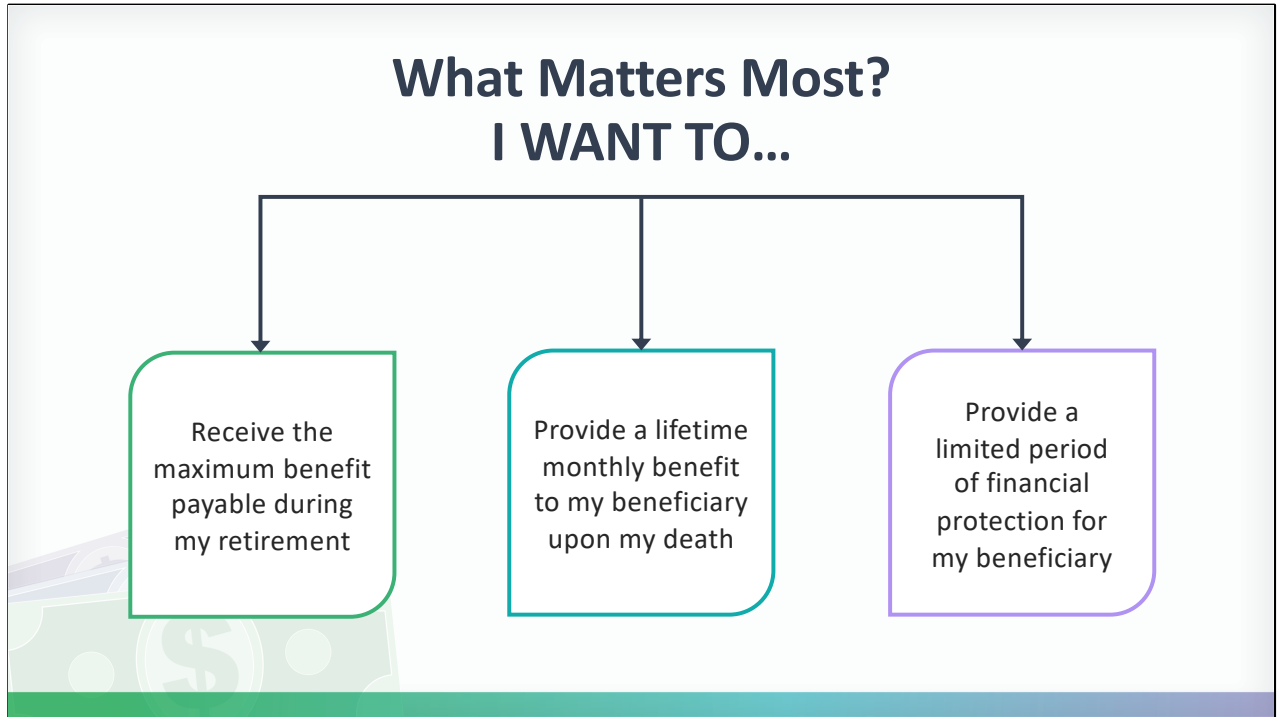 What Matters Most?
I WANT TO…
Receive the
maximum benefit
payable during
my retirement
Provide a lifetime
monthly benefit
to my beneficiary
upon my death
Provide a
limited period
of financial
protection for
my beneficiary
$